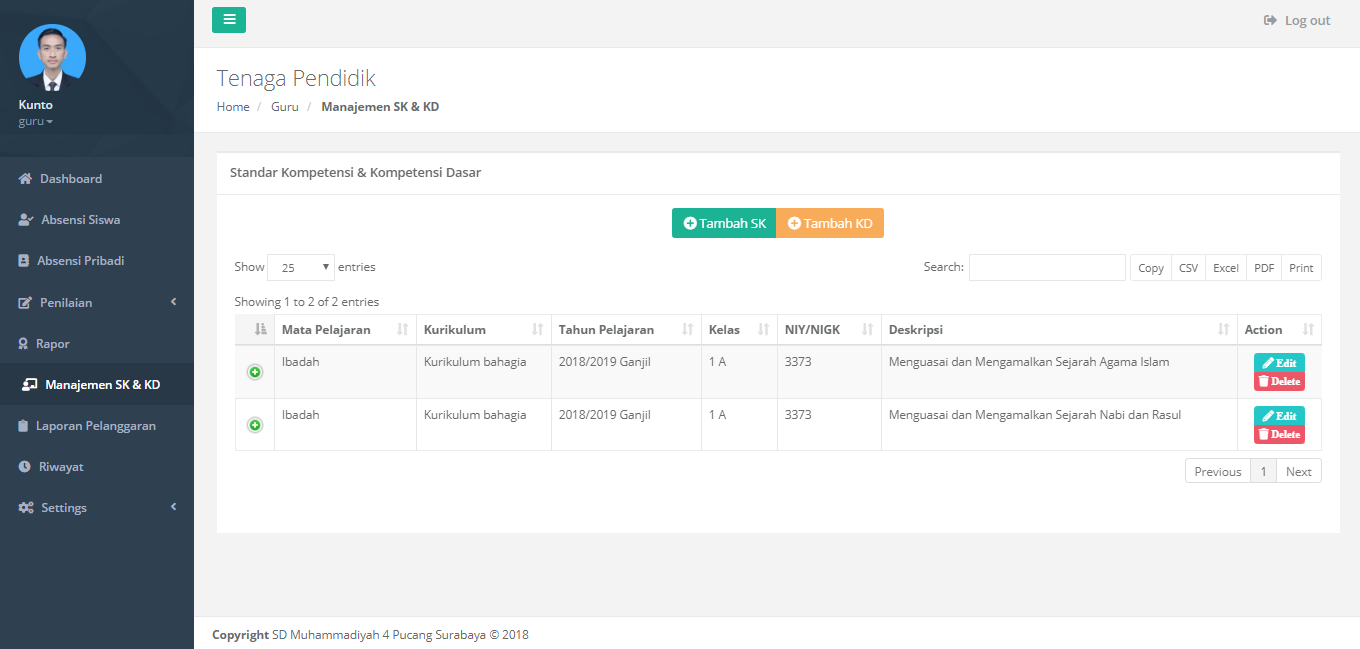 Log out
Kunto
guru
Dashboard
Absensi Siswa
Absensi Pribadi
Penilaian
Rapor
Manajemen SK & KD
Laporan Pelanggaran
Riwayat
Settings
Tenaga Pendidik
Home / Guru / Manajemen SK & KD
Standar Kompetensi & Kompetensi Dasar
Tambah SK Tambah KD
Show 25 entries Search: Copy CSV Excel PDF Print
Showing 1 to 2 of 2 entries
Mata Pelajaran Kurikulum Tahun Pelajaran Kelas NIY/NIGK Deskripsi Action
Ibadah Kurikulum bahagia 2018/2019 Ganjil 1 A 3373 Menguasai dan Mengamalkan Sejarah Agama Islam Edit
Delete
Ibadah Kurikulum bahagia 2018/2019 Ganjil 1 A 3373 Menguasai dan Mengamalkan Sejarah Nabi dan Rasul Edit
Delete
Previous 1 Next
Copyright SD Muhammadiyah 4 Pucang Surabaya © 2018